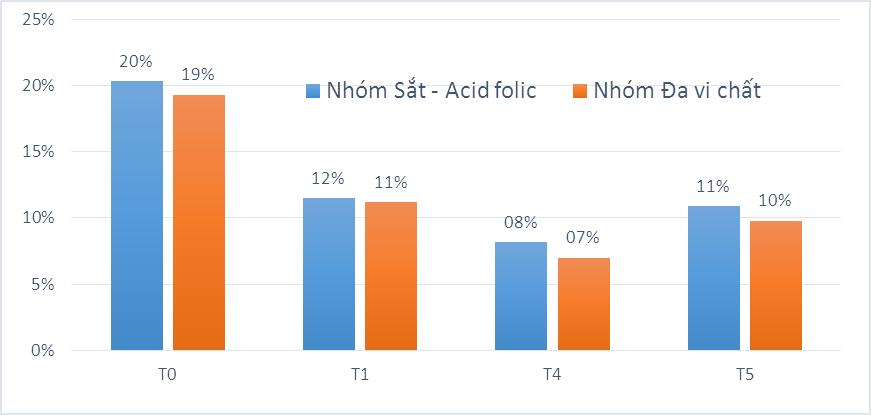 25%
20%
15%
10%
5%
0%
20%
19%
12%
11%
08%
07%
11%
10%
Nhóm Sắt - Acid folic
Nhóm Đa vi chất
T0
T1
T4
T5